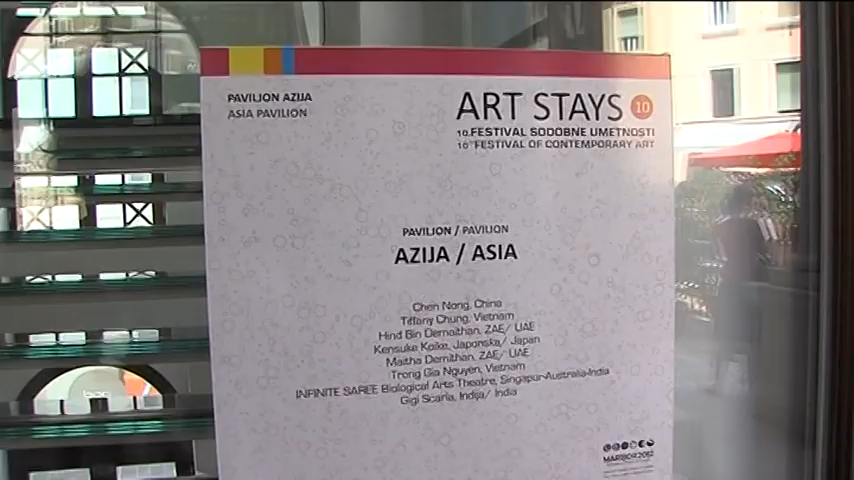 PAVILJON AZIJA
ASIA PAVILION
ART STAYS 10
10.FESTIVAL SODOBNE UMETNOSTI
10th FESTIVAL OF CONTEMPORARY ART
PAVILJON / PAVILION
AZIJA / ASIA
Chen Nong, China
Tiffany Chung, Vietnam
Hind Bin Demaithan, ZAE/ UAE
Kensuke Koike, Japonska/ Japan
Maitha Demithan, ZAE/ UAE
Trong Gia Nguyen, Vietnam
INFINITE SAREE Biological Arts Theatre, Singapur-Australia-India
Gigi Scaria, Indija/ India
MARIBOR2012